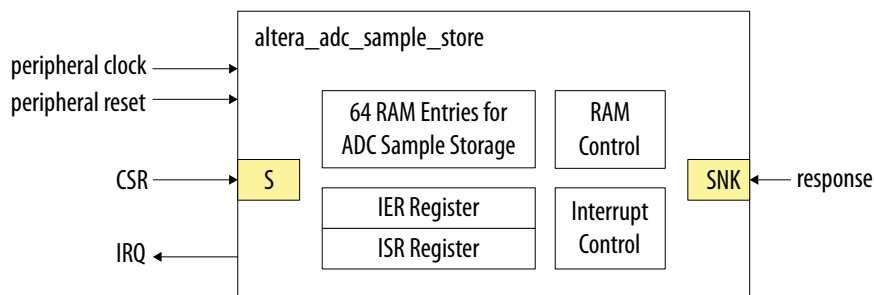 altera_adc_sample_store
peripheral clock
peripheral reset
64 RAM Entries for
ADC Sample Storage
RAM
Control
CSR
S
SNK
response
IER Register
ISR Register
Interrupt
Control
IRQ